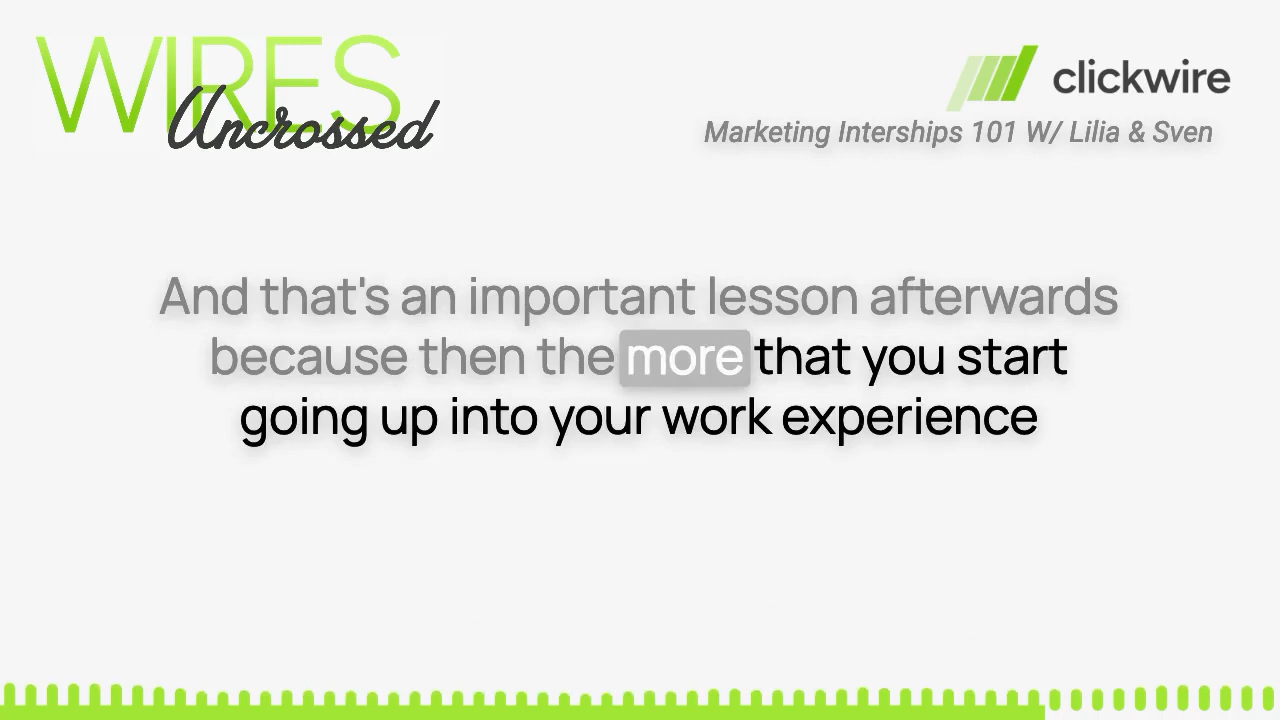 WIRES
Uncrossed
clickwire
Marketing Interships 101 W/ Lilia & Sven
And that's an important lesson afterwards
because then the more that you start
going up into your work experience